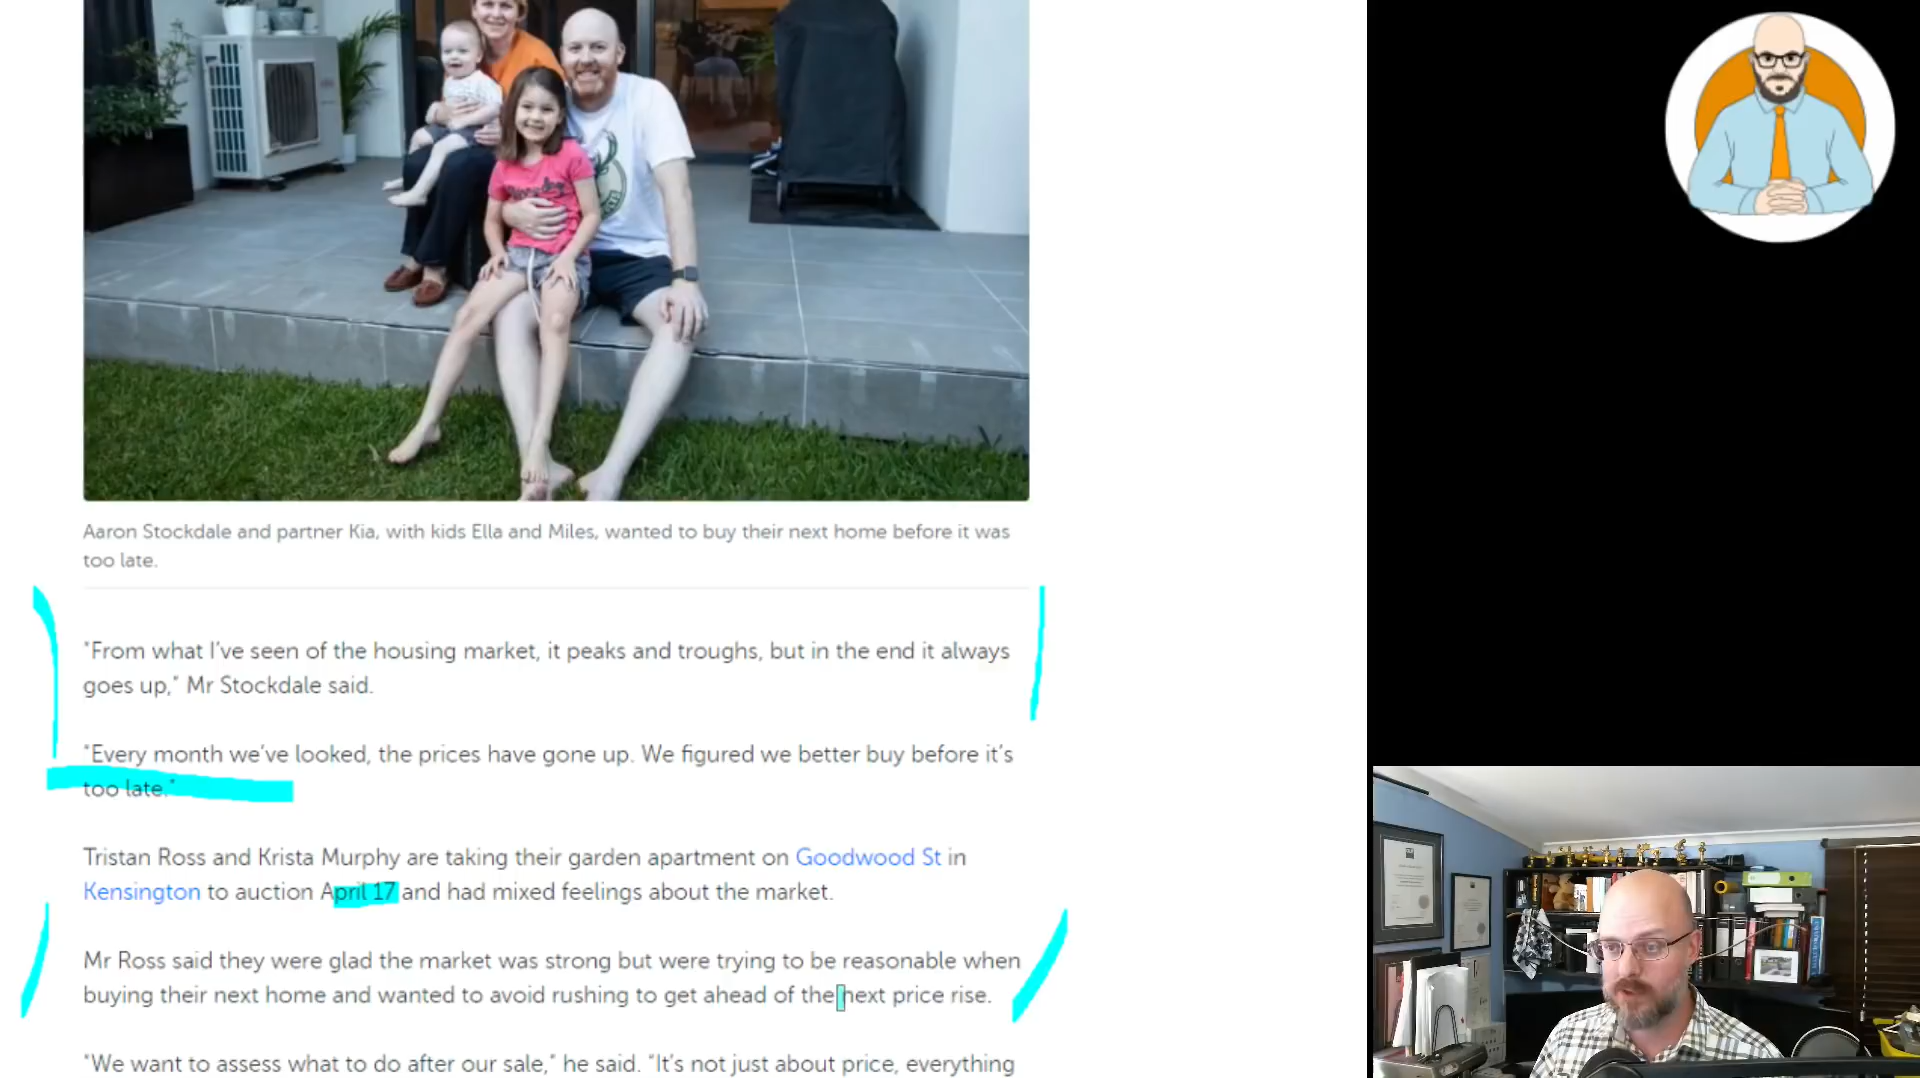 Aaron Stockdale and partner Kia, with kids Ella and Miles, wanted to buy their next home before it was
too late.
"From what I've seen of the housing market, it peaks and troughs, but in the end it always
goes up," Mr Stockdale said.
"Every month we've looked, the prices have gone up. We figured we better buy before it's
too late."
Tristan Ross and Krista Murphy are taking their garden apartment on Goodwood St in
Kensington to auction April 17 and had mixed feelings about the market.
Mr Ross said they were glad the market was strong but were trying to be reasonable when
buying their next home and wanted to avoid rushing to get ahead of the next price rise.
"We want to assess what to do after our sale," he said. "It's not just about price, everything